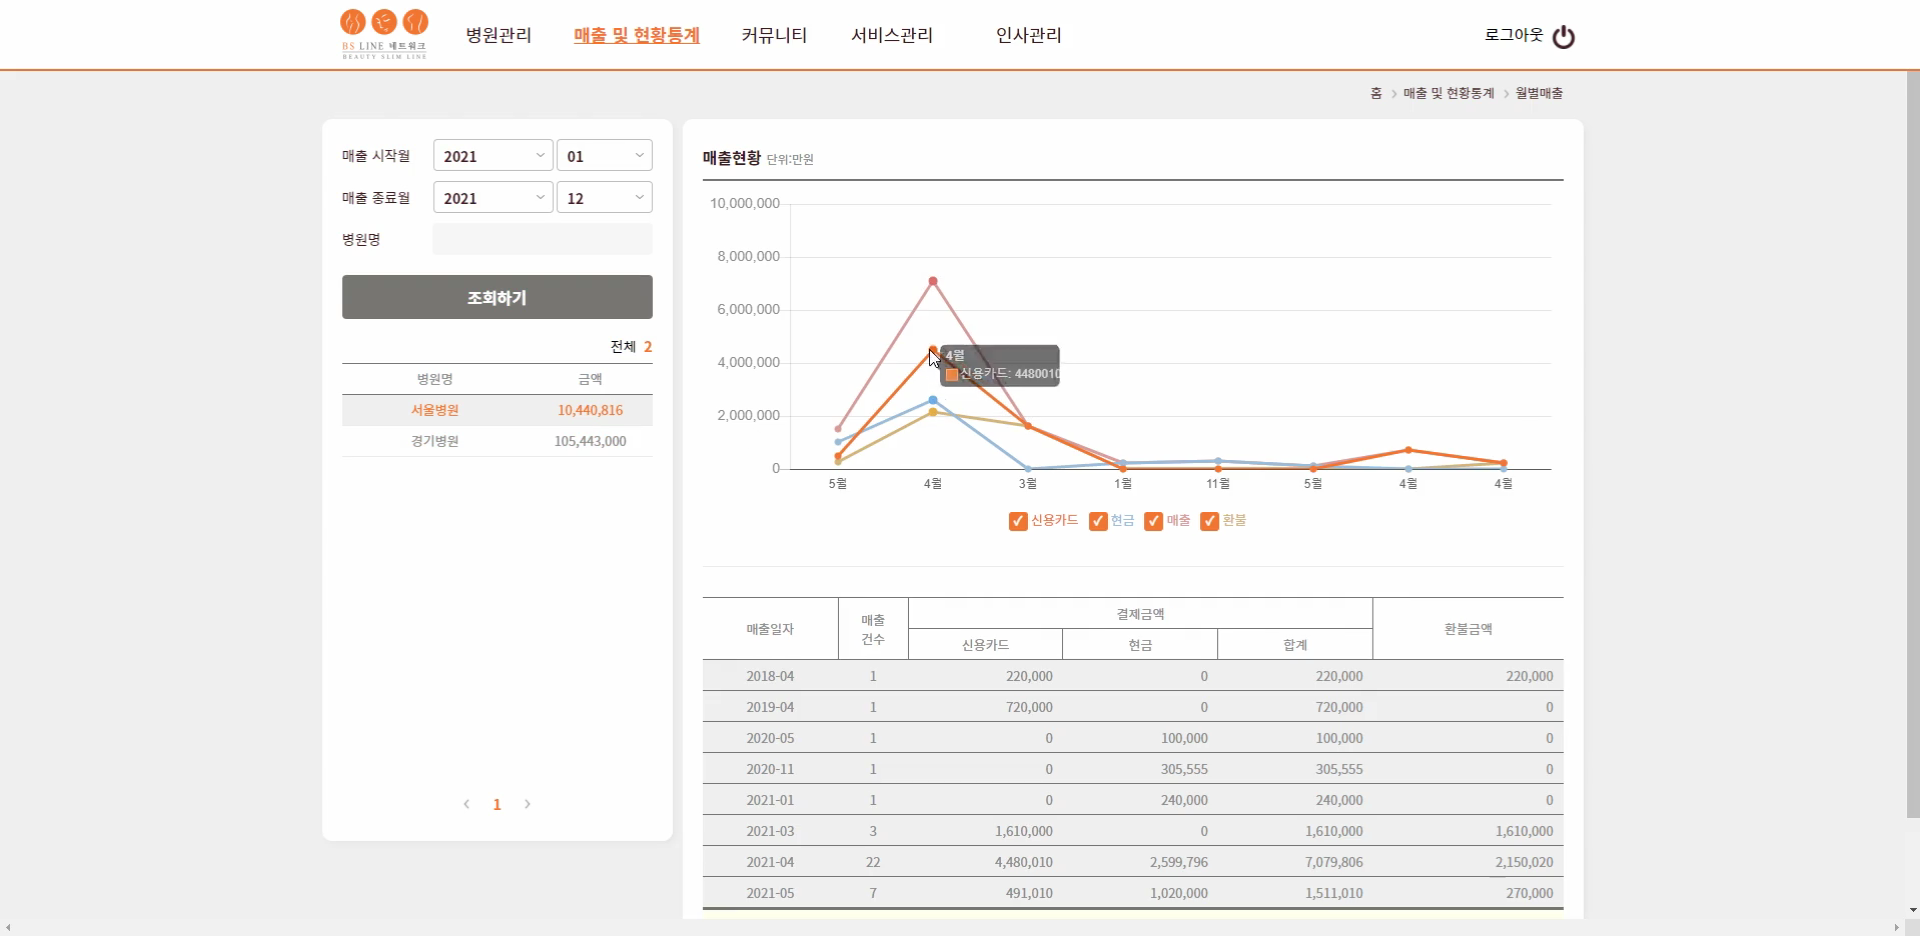 BS LINE 네트워크
BEAUTY SLIM LINE
병원관리 매출 및 현황통계 커뮤니티 서비스관리 인사관리
로그아웃
홈 > 매출 및 현황통계 > 월별매출
매출 시작월 2021 01
매출 종료월 2021 12
병원명
조회하기
전체 2
병원명 금액
서울병원 10,440,816
경기병원 105,443,000
1
매출현황 단위:만원
10,000,000
8,000,000
6,000,000
4,000,000
2,000,000
0
4월
신용카드: 4480010
5월 4월 3월 1월 11월 5월 4월 4월
신용카드 현금 매출 환불
매출일자 매출 건수 결제금액 환불금액
신용카드 현금 합계
2018-04 1 220,000 0 220,000 220,000
2019-04 1 720,000 0 720,000 0
2020-05 1 0 100,000 100,000 0
2020-11 1 0 305,555 305,555 0
2021-01 1 0 240,000 240,000 0
2021-03 3 1,610,000 0 1,610,000 1,610,000
2021-04 22 4,480,010 2,599,796 7,079,806 2,150,020
2021-05 7 491,010 1,020,000 1,511,010 270,000